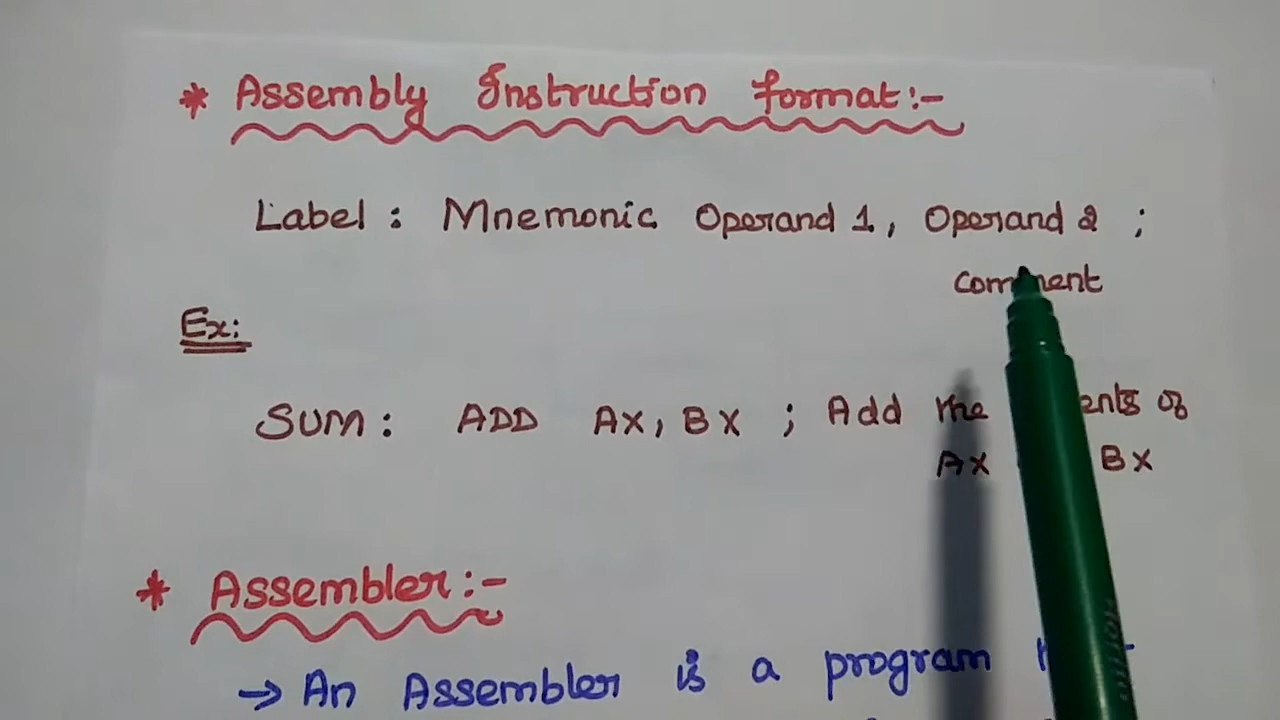 * Assembly Instruction format:-
Label: Mnemonic Operand 1, Operand 2 ;
comment
Ex:
SUM: ADD AX, BX ; Add the of
AX BX
* Assembler:-
→ An Assembler is a program